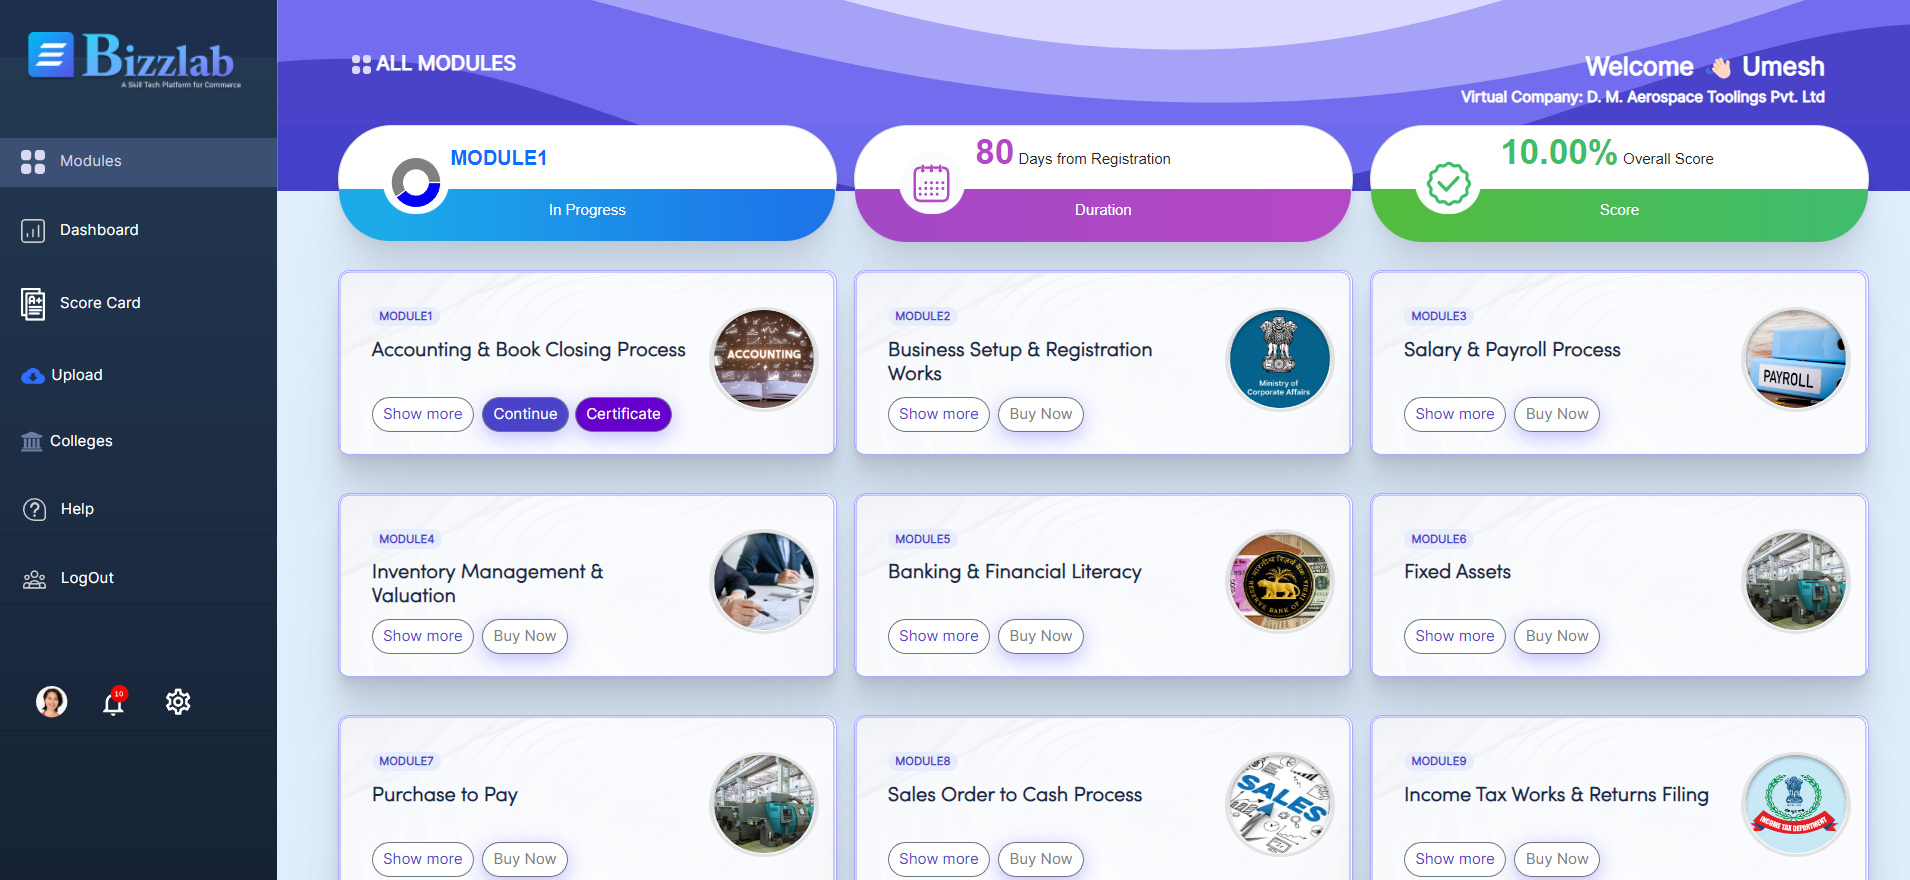 Bizzlab
A Skill Tech Platform for Commerce
Modules
Dashboard
Score Card
A+
Upload
Colleges
Help
LogOut
10
ALL MODULES
Welcome 👋🏻 Umesh
Virtual Company: D. M. Aerospace Toolings Pvt. Ltd
MODULE1
In Progress
80 Days from Registration
Duration
10.00% Overall Score
Score
MODULE1
Accounting & Book Closing Process
Show more
Continue
Certificate
ACCOUNTING
MODULE2
Business Setup & Registration
Works
Show more
Buy Now
Ministry of
Corporate Affairs
MODULE3
Salary & Payroll Process
Show more
Buy Now
PAYROLL
MODULE4
Inventory Management &
Valuation
Show more
Buy Now
MODULE5
Banking & Financial Literacy
Show more
Buy Now
RESERVE BANK OF INDIA
MODULE6
Fixed Assets
Show more
Buy Now
MODULE7
Purchase to Pay
Show more
Buy Now
MODULE8
Sales Order to Cash Process
Show more
Buy Now
SALES
MODULE9
Income Tax Works & Returns Filing
Show more
Buy Now
INCOME TAX DEPARTMENT